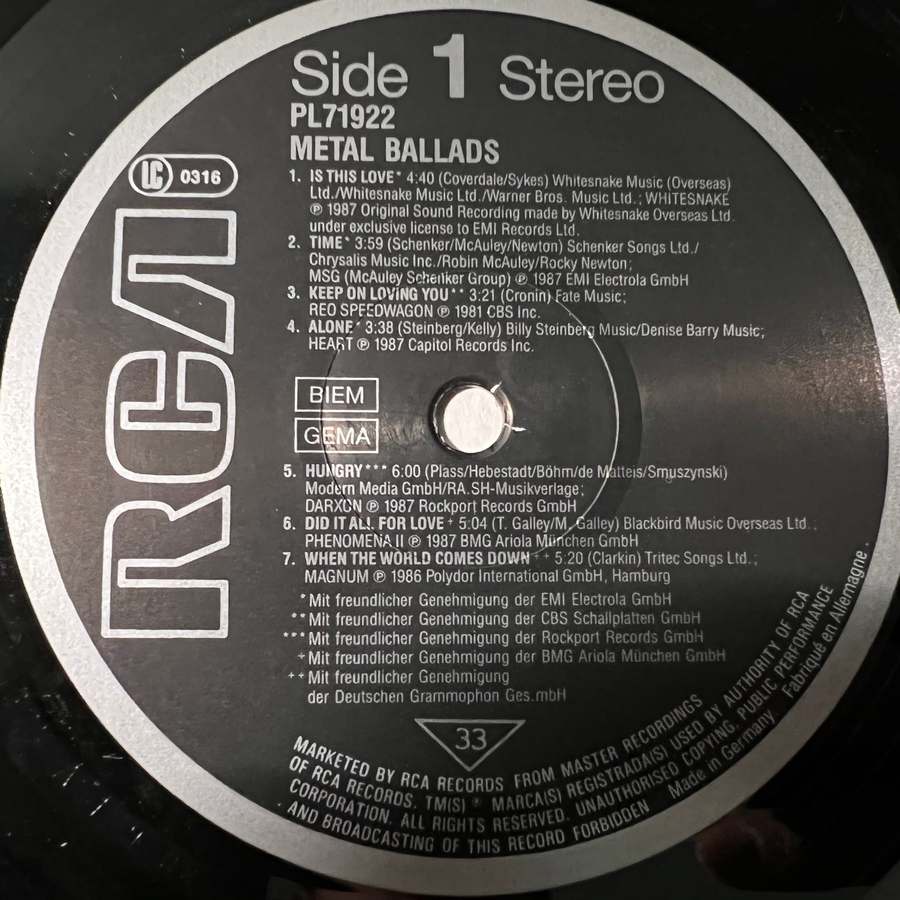 Side 1 Stereo
PL71922
METAL BALLADS
LC 0316
RCA
1. IS THIS LOVE* 4:40 (Coverdale/Sykes) Whitesnake Music (Overseas)
Ltd./Whitesnake Music Ltd./Warner Bros. Music Ltd.; WHITESNAKE
℗ 1987 Original Sound Recording made by Whitesnake Overseas Ltd.
under exclusive license to EMI Records Ltd.
2. TIME* 3:59 (Schenker/McAuley/Newton) Schenker Songs Ltd./
Chrysalis Music Inc./Robin McAuley/Rocky Newton;
MSG (McAuley Schenker Group) ℗ 1987 EMI Electrola GmbH
3. KEEP ON LOVING YOU** 3:21 (Cronin) Fate Music;
REO SPEEDWAGON ℗ 1981 CBS Inc.
4. ALONE* 3:38 (Steinberg/Kelly) Billy Steinberg Music/Denise Barry Music;
HEART ℗ 1987 Capitol Records Inc.
BIEM
GEMA
5. HUNGRY*** 6:00 (Plass/Hebestadt/Böhm/de Matteis/Smuszynski)
Modern Media GmbH/RA.SH-Musikverlage;
DARXON ℗ 1987 Rockport Records GmbH
6. DID IT ALL FOR LOVE+ 5:04 (T. Galley/M. Galley) Blackbird Music Overseas Ltd.;
PHENOMENA II ℗ 1987 BMG Ariola München GmbH
7. WHEN THE WORLD COMES DOWN++ 5:20 (Clarkin) Tritec Songs Ltd.;
MAGNUM ℗ 1986 Polydor International GmbH, Hamburg
* Mit freundlicher Genehmigung der EMI Electrola GmbH
** Mit freundlicher Genehmigung der CBS Schallplatten GmbH
*** Mit freundlicher Genehmigung der Rockport Records GmbH
+ Mit freundlicher Genehmigung der BMG Ariola München GmbH
++ Mit freundlicher Genehmigung
der Deutschen Grammophon Ges.mbH
33
MARKETED BY RCA RECORDS. FROM MASTER RECORDINGS
OF RCA RECORDS. TM(S) ® MARCA(S) REGISTRADA(S) USED BY AUTHORITY OF RCA
CORPORATION. ALL RIGHTS RESERVED. UNAUTHORISED COPYING, PUBLIC PERFORMANCE
AND BROADCASTING OF THIS RECORD FORBIDDEN Made in Germany Fabriqué en Allemagne.